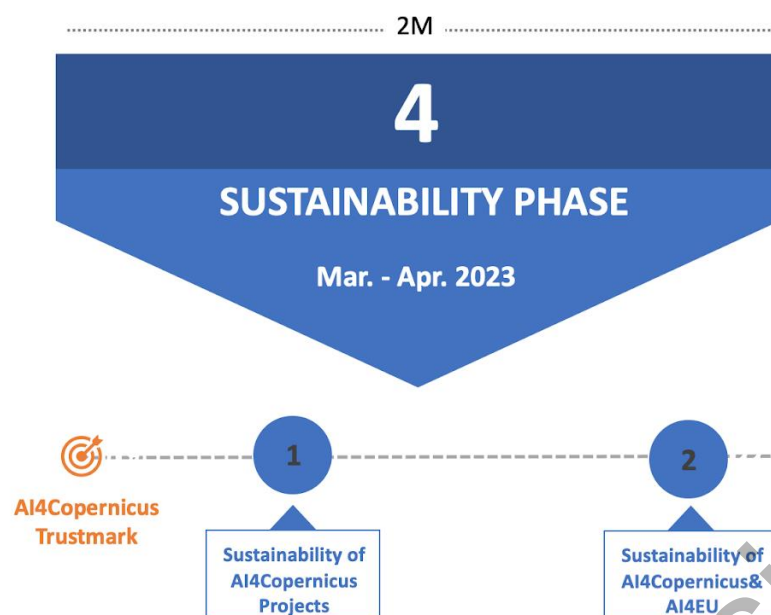 2M
4
SUSTAINABILITY PHASE
Mar. - Apr. 2023
1
2
AI4Copernicus
Trustmark
Sustainability of
AI4Copernicus
Projects
Sustainability of
AI4Copernicus&
AI4EU